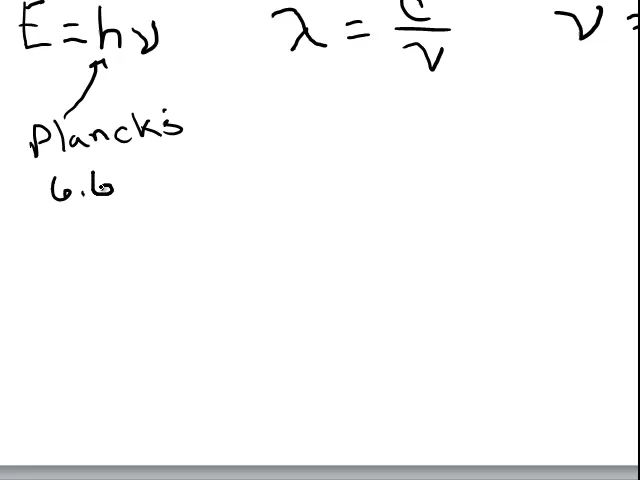 E = hν λ = c/ν ν =
Planck's
6.6